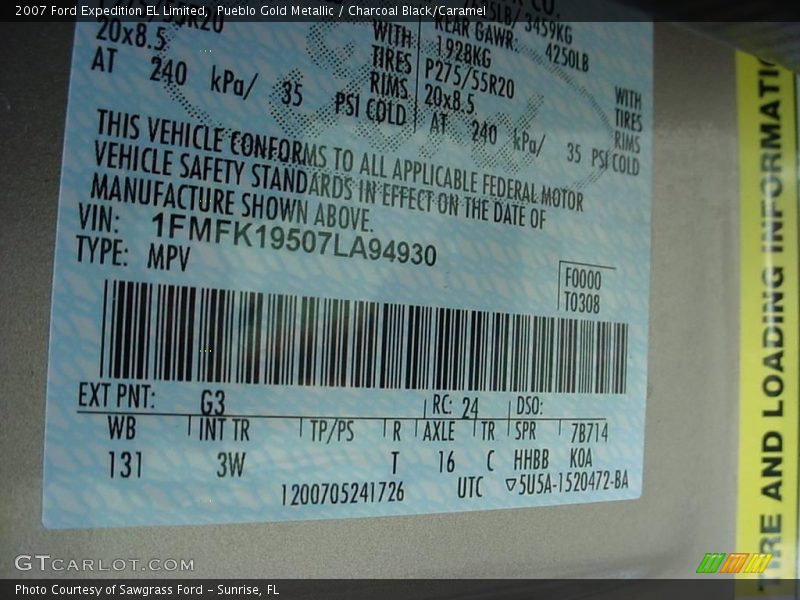 2007 Ford Expedition EL Limited, Pueblo Gold Metallic / Charcoal Black/Caramel
20x8.5 WITH
AT 240 kPa/ 35 TIRES
RIMS
PSI COLD
3459KG
REAR GAWR: 4250LB
1928KG
P275/55R20 WITH
20x8.5 TIRES
AT 240 kPa/ 35 RIMS
PSI COLD
THIS VEHICLE CONFORMS TO ALL APPLICABLE FEDERAL MOTOR
VEHICLE SAFETY STANDARDS IN EFFECT ON THE DATE OF
MANUFACTURE SHOWN ABOVE.
VIN: 1FMFK19507LA94930
TYPE: MPV
F0000
T0308
EXT PNT: G3 RC: 24 DSO:
WB INT TR TP/PS R AXLE TR SPR 7B714
131 3W T 16 C HHBB KOA
1200705241726 UTC ▽5U5A-1520472-BA
TIRE AND LOADING INFORMATIO
GTCARLOT.COM
Photo Courtesy of Sawgrass Ford - Sunrise, FL